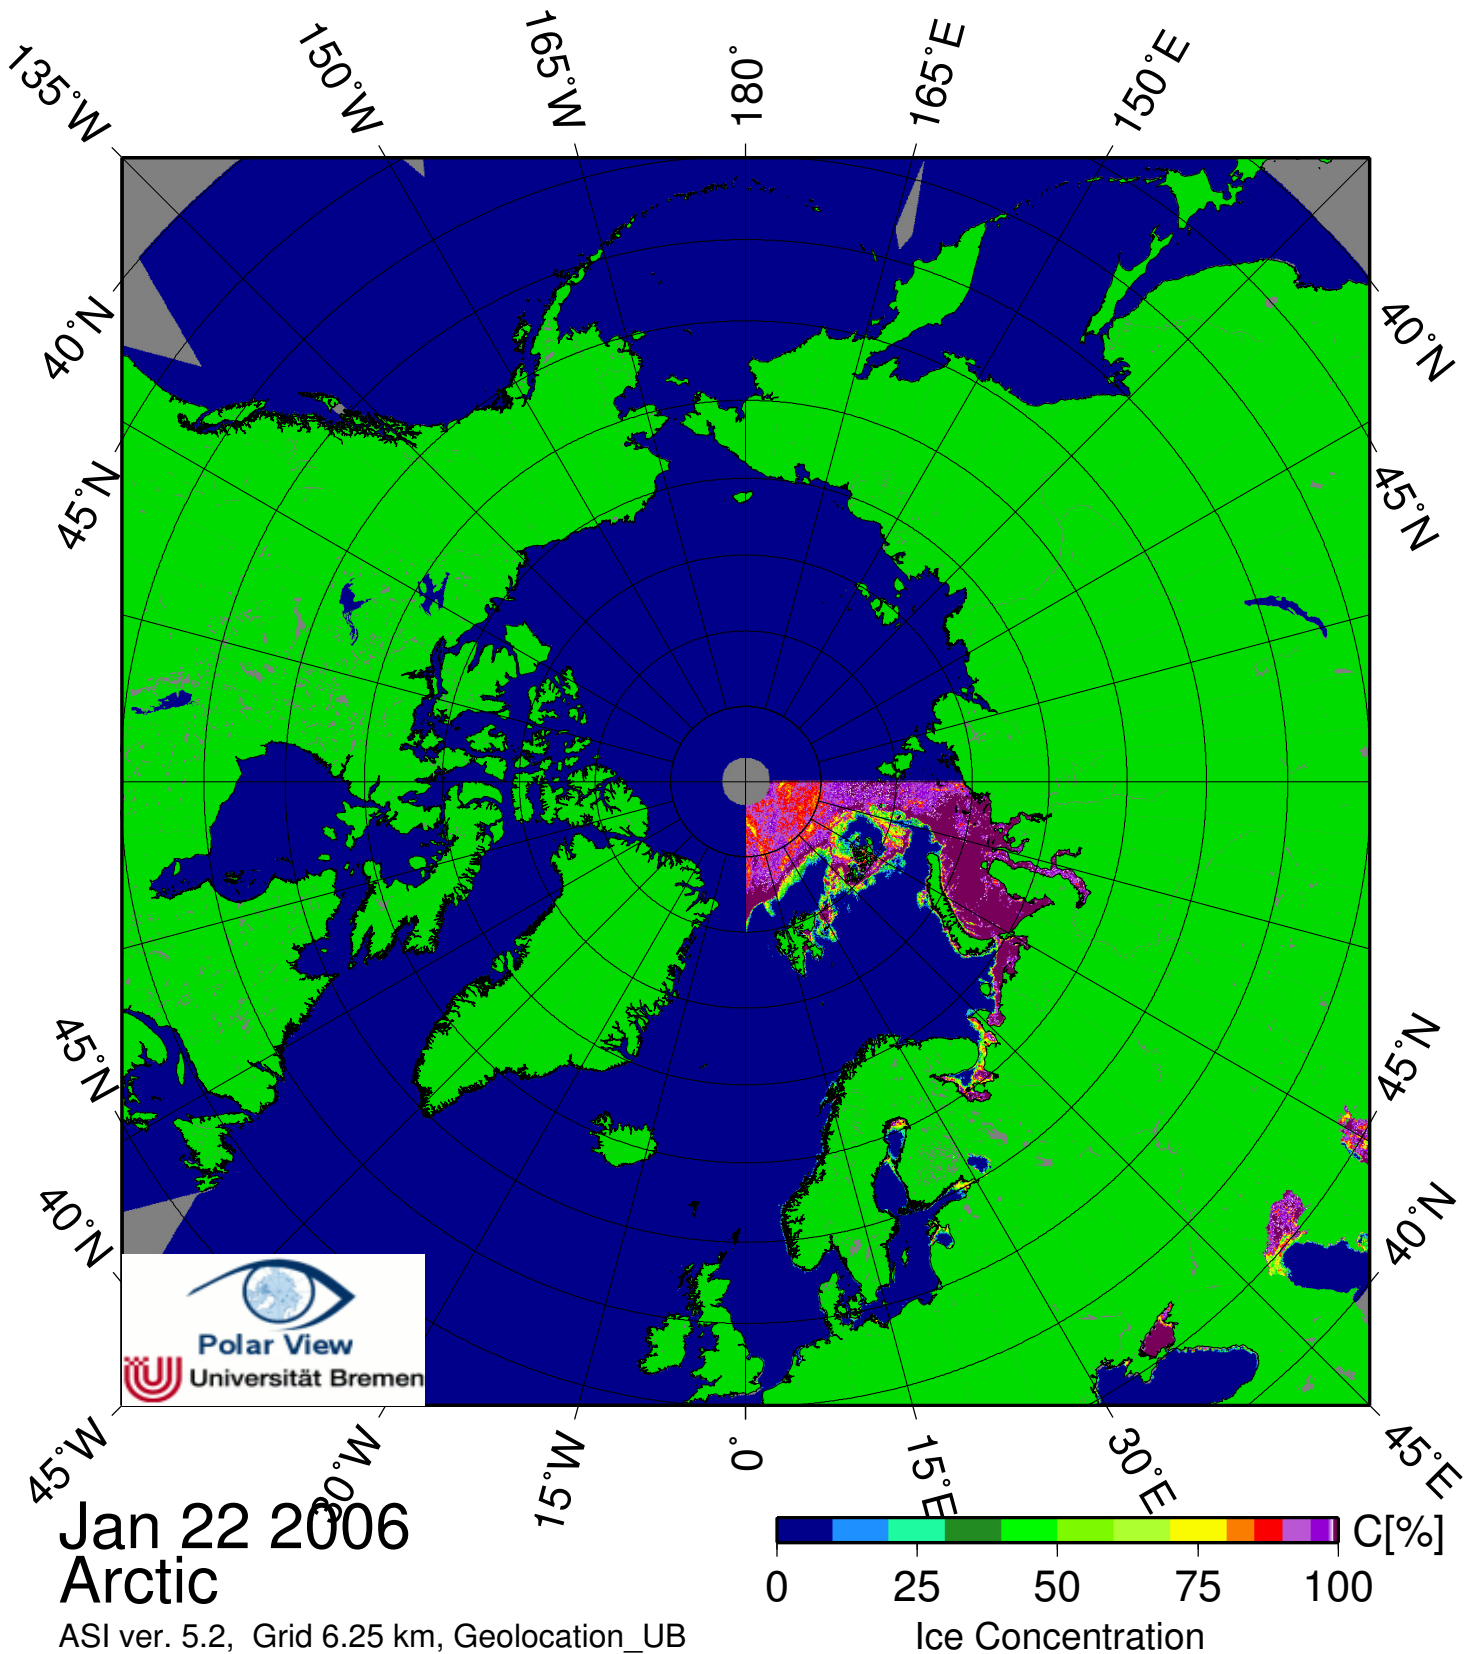 135°W
150°W
165°W
180°
165°E
150°E
40°N
40°N
45°N
45°N
45°N
45°N
40°N
40°N
Polar View
Universität Bremen
45°W
30°W
15°W
0°
15°E
30°E
45°E
Jan 22 2006
Arctic
ASI ver. 5.2, Grid 6.25 km, Geolocation_UB
C[%]
0 25 50 75 100
Ice Concentration